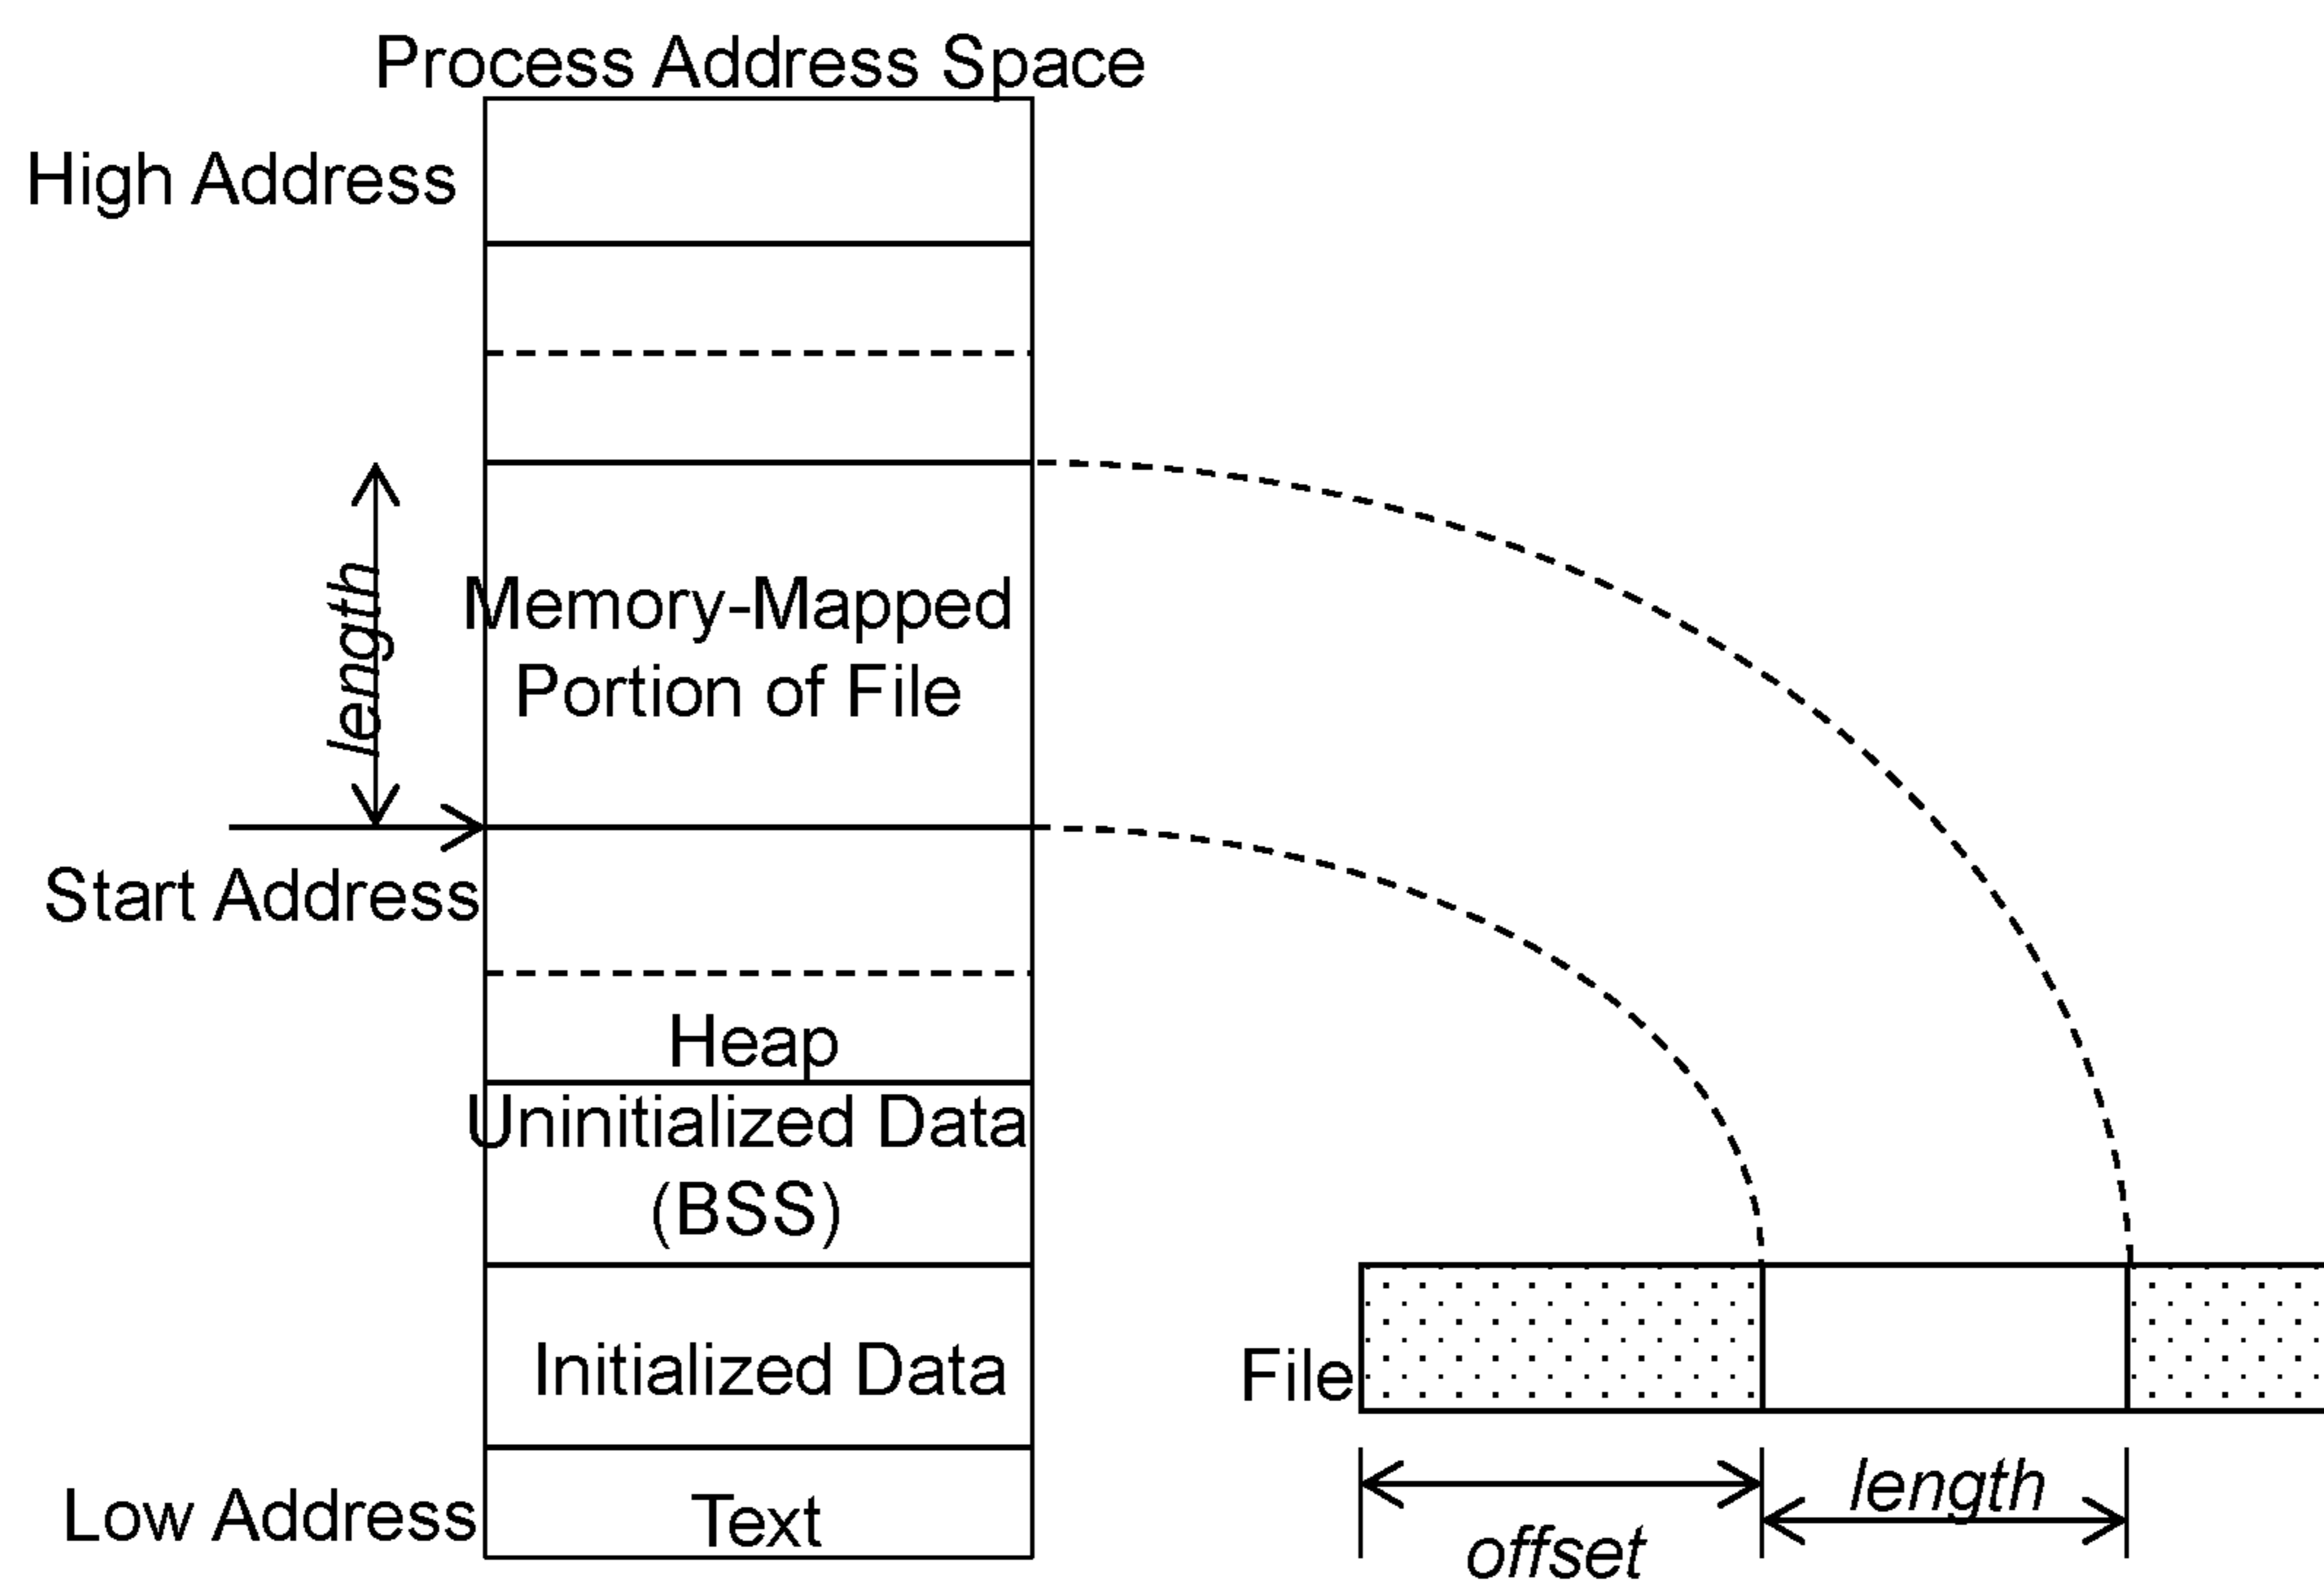 Process Address Space
High Address
length
Memory-Mapped
Portion of File
Start Address
Heap
Uninitialized Data
(BSS)
Initialized Data
Low Address
Text
File
offset
length